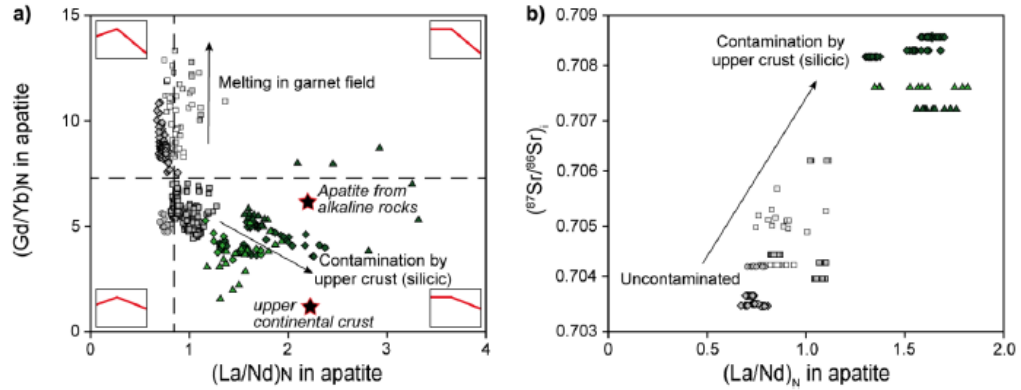 a)
15
10
5
0
(Gd/Yb)N in apatite
Melting in garnet field
Apatite from
alkaline rocks
Contamination by
upper crust (silicic)
upper
continental crust
0
1
2
3
4
(La/Nd)N in apatite
b)
0.709
0.708
0.707
0.706
0.705
0.704
0.703
(⁸⁷Sr/⁸⁶Sr)ᵢ
Contamination by
upper crust (silicic)
Uncontaminated
0
0.5
1.0
1.5
2.0
(La/Nd)N in apatite